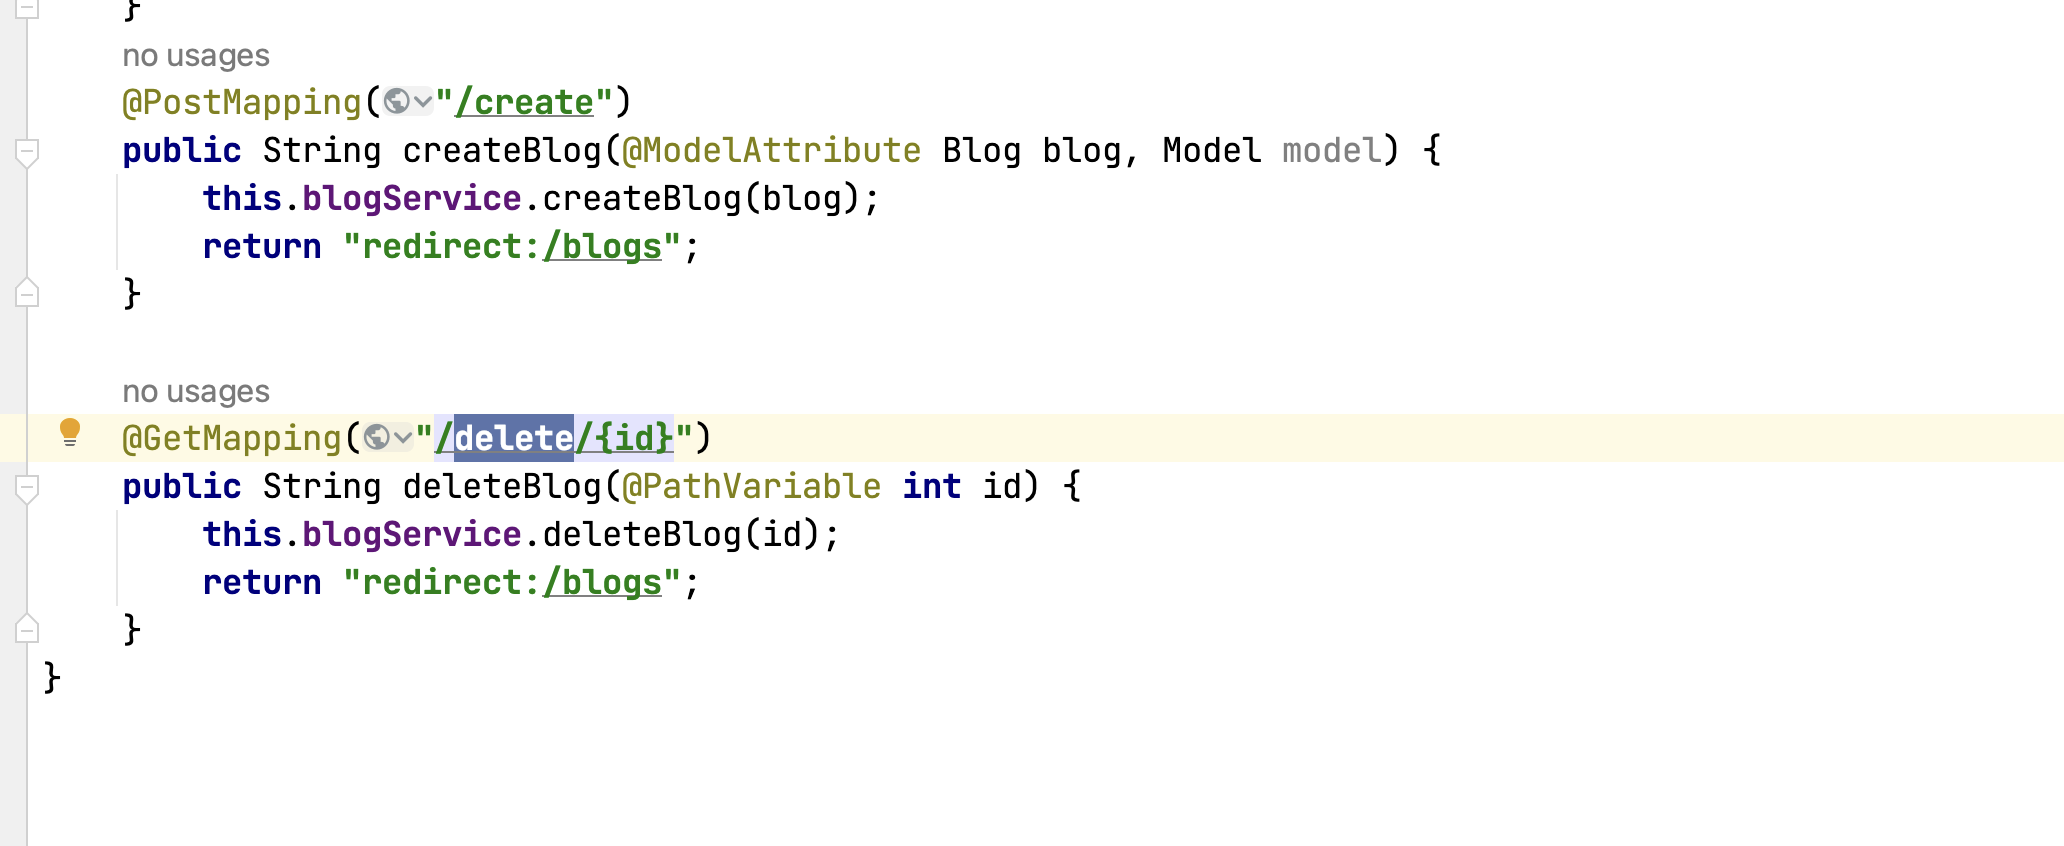 }
no usages
@PostMapping("/create")
public String createBlog(@ModelAttribute Blog blog, Model model) {
this.blogService.createBlog(blog);
return "redirect:/blogs";
}
no usages
@GetMapping("/delete/{id}")
public String deleteBlog(@PathVariable int id) {
this.blogService.deleteBlog(id);
return "redirect:/blogs";
}
}